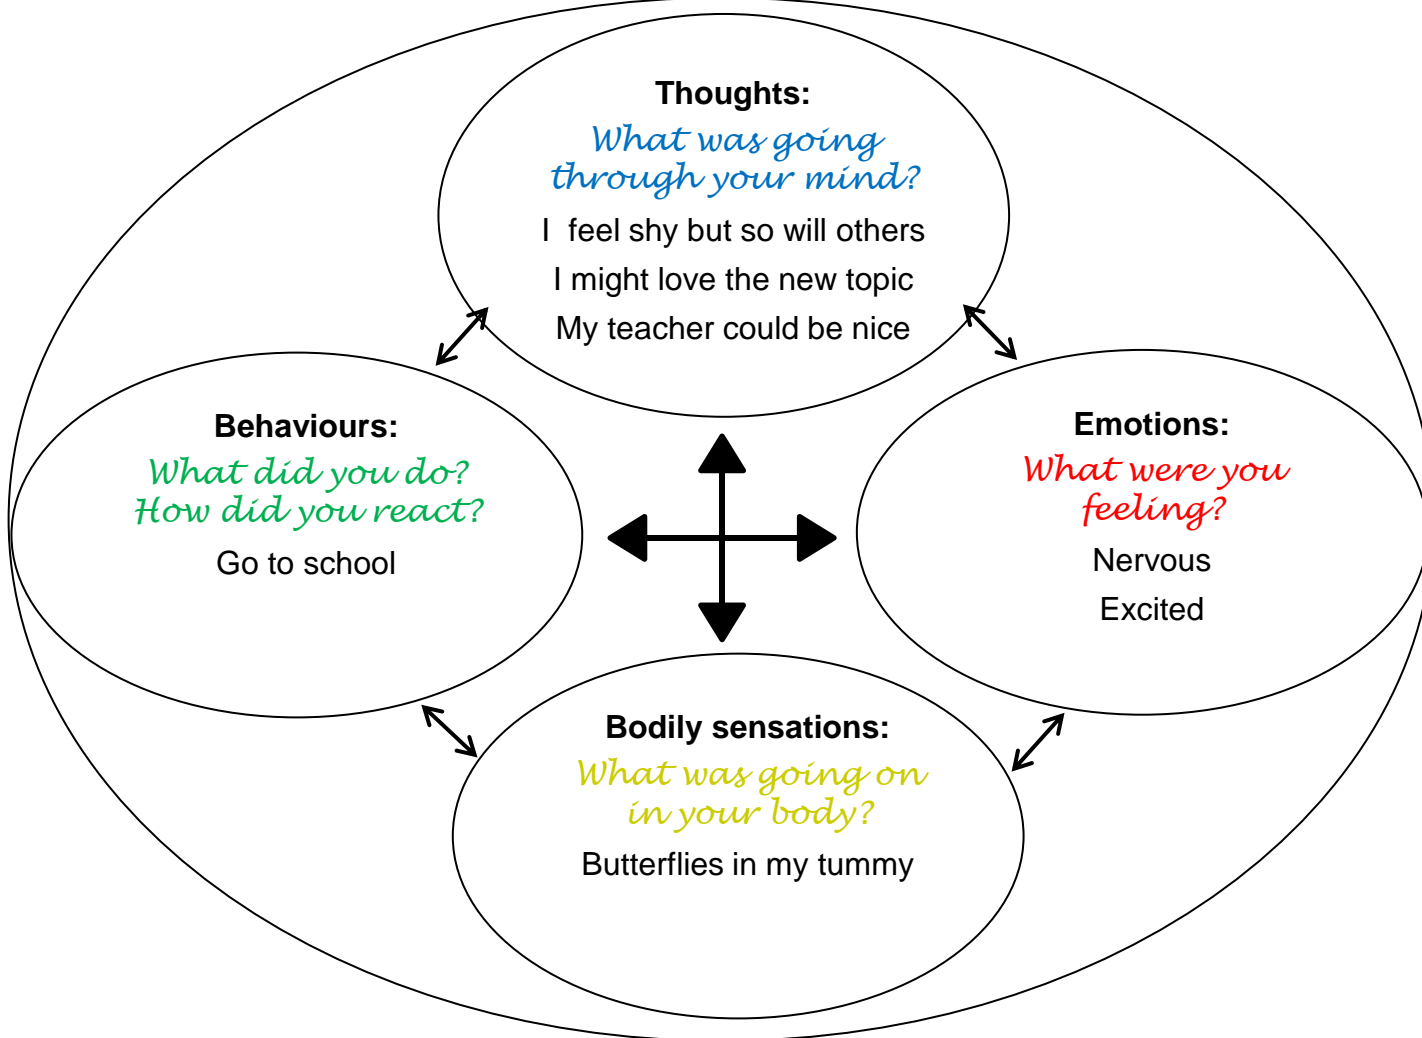 Thoughts:
What was going
through your mind?
I  feel shy but so will others
I might love the new topic
My teacher could be nice
Behaviours:
What did you do?
How did you react?
Go to school
Emotions:
What were you
feeling?
Nervous
Excited
Bodily sensations:
What was going on
in your body?
Butterflies in my tummy